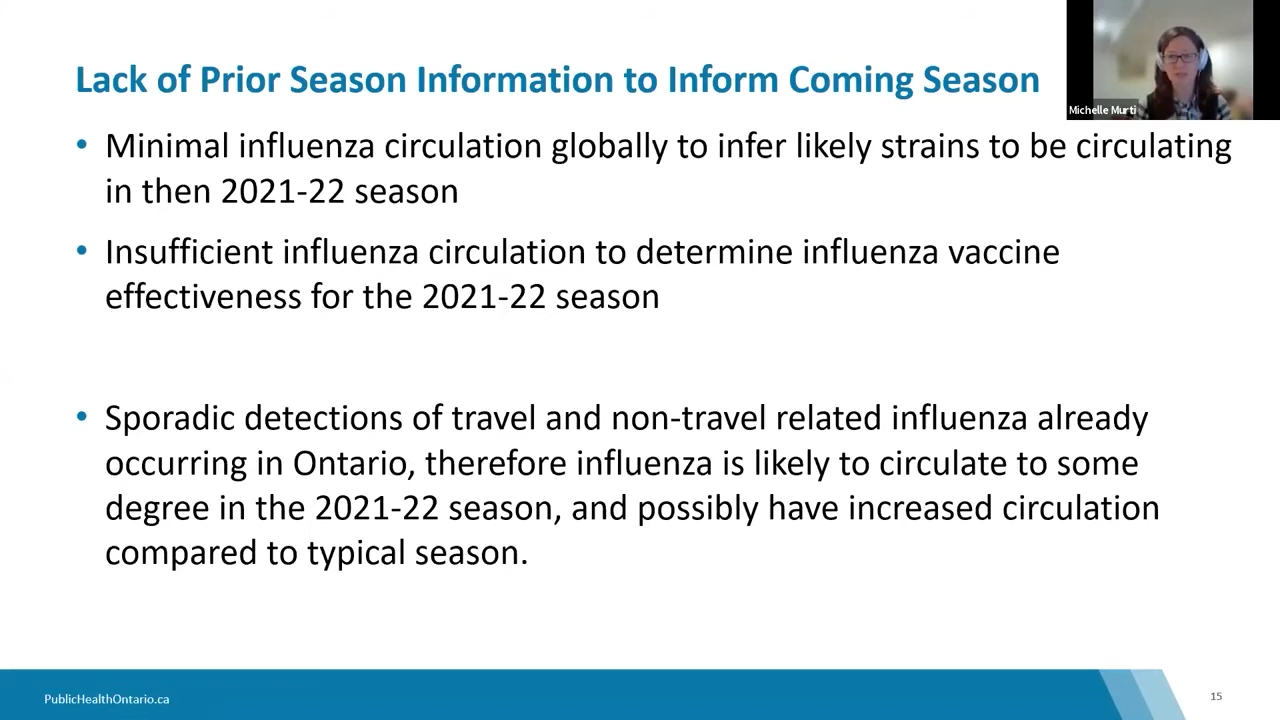 Lack of Prior Season Information to Inform Coming Season
Michelle Murti
• Minimal influenza circulation globally to infer likely strains to be circulating
in then 2021-22 season
• Insufficient influenza circulation to determine influenza vaccine
effectiveness for the 2021-22 season
• Sporadic detections of travel and non-travel related influenza already
occurring in Ontario, therefore influenza is likely to circulate to some
degree in the 2021-22 season, and possibly have increased circulation
compared to typical season.
PublicHealthOntario.ca
15